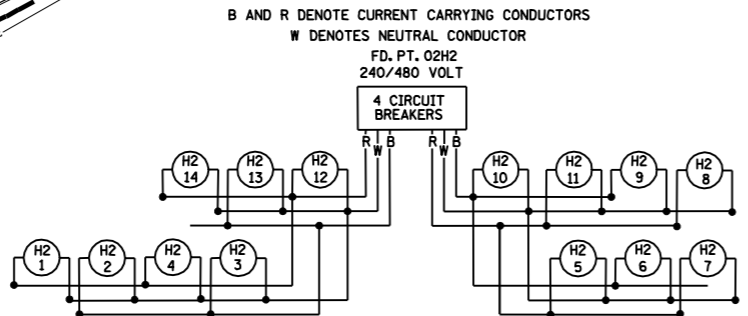 B AND R DENOTE CURRENT CARRYING CONDUCTORS
W DENOTES NEUTRAL CONDUCTOR
FD. PT. 02H2
240/480 VOLT
4 CIRCUIT
BREAKERS
R W B R W B
H2 14
H2 13
H2 12
H2 10
H2 11
H2 9
H2 8
H2 1
H2 2
H2 4
H2 3
H2 5
H2 6
H2 7